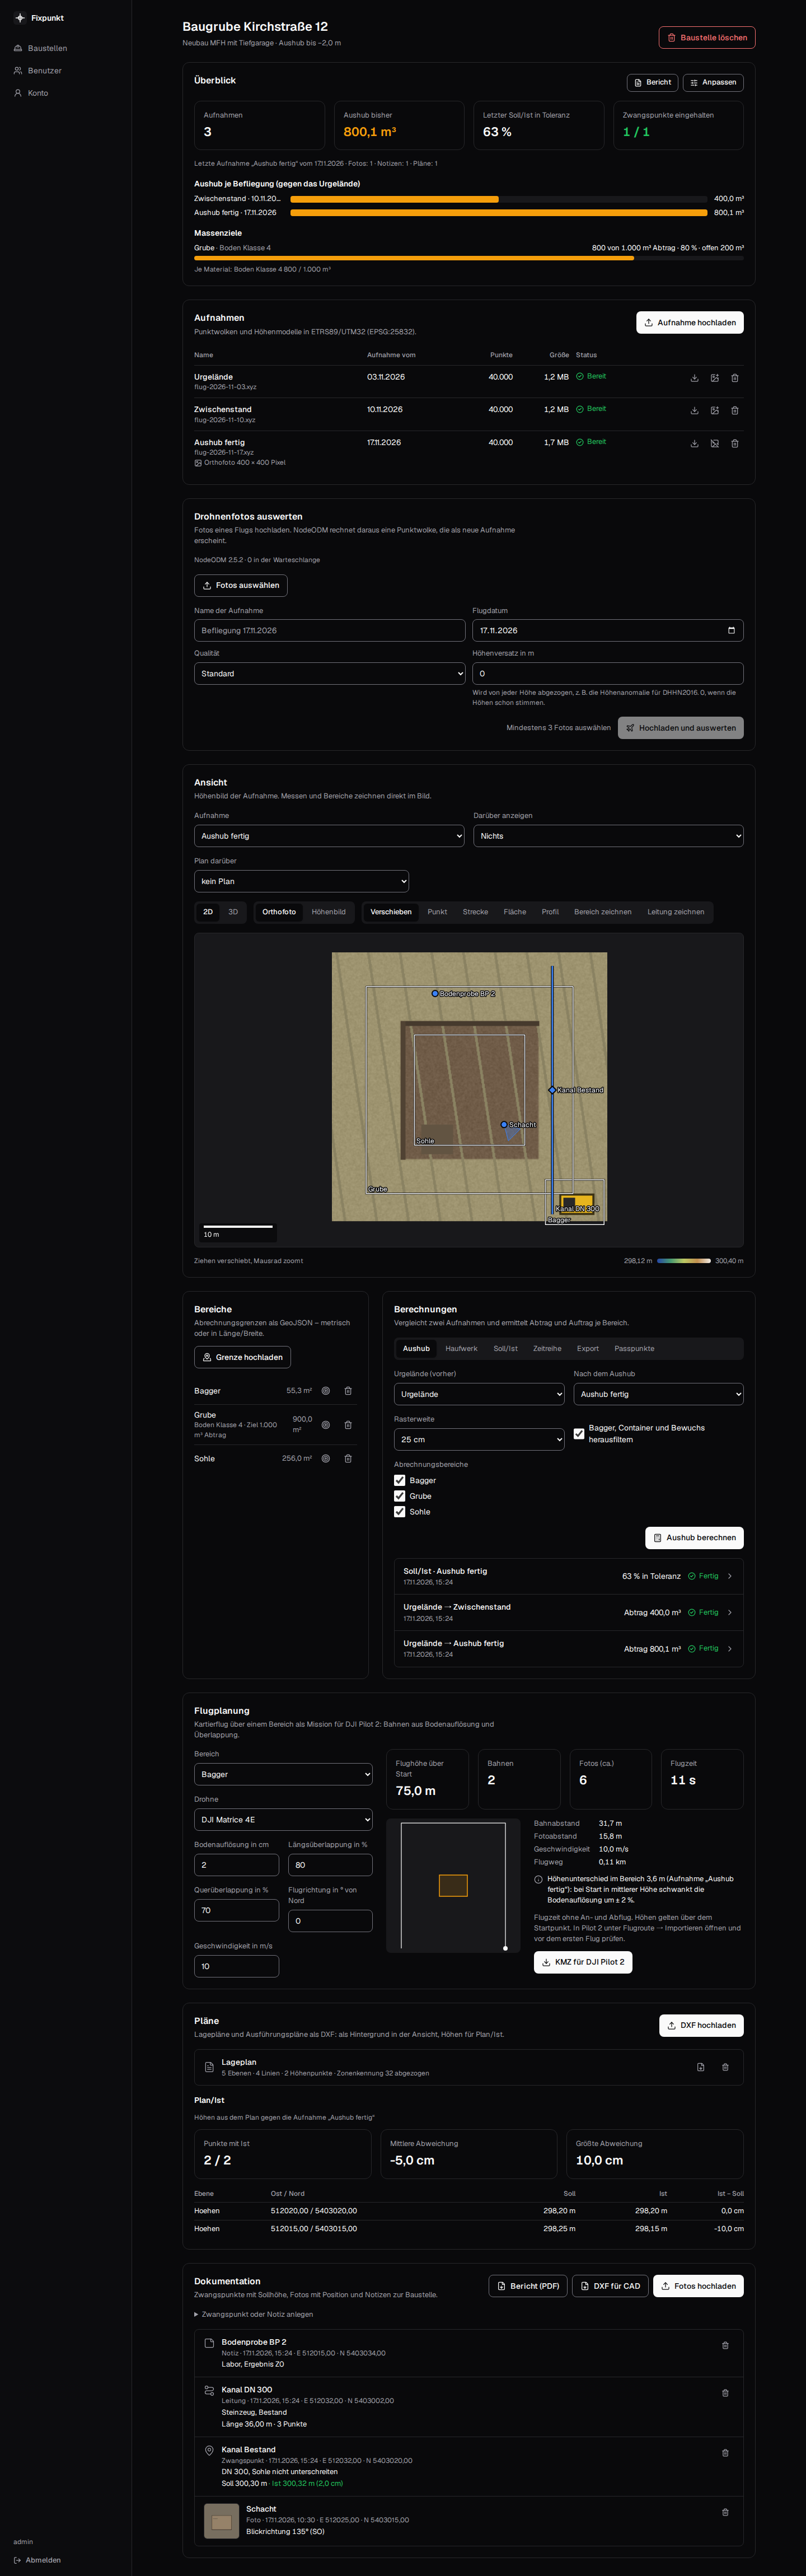 Fixpunkt
Baustellen
Benutzer
Konto
Baugrube Kirchstraße 12
Neubau MFH mit Tiefgarage · Aushub bis −2,0 m
Baustelle löschen
Überblick
Bericht
Anpassen
Aufnahmen
3
Aushub bisher
800,1 m³
Letzter Soll/Ist in Toleranz
63 %
Zwangspunkte eingehalten
1 / 1
Letzte Aufnahme „Aushub fertig“ vom 17.11.2026 · Fotos: 1 · Notizen: 1 · Pläne: 1
Aushub je Befliegung (gegen das Urgelände)
Zwischenstand · 10.11.20… 400,0 m³
Aushub fertig · 17.11.2026 800,1 m³
Massenziele
Grube · Boden Klasse 4 800 von 1.000 m³ Abtrag · 80 % · offen 200 m³
Je Material: Boden Klasse 4 800 / 1.000 m³
Aufnahmen
Punktwolken und Höhenmodelle in ETRS89/UTM32 (EPSG:25832).
Aufnahme hochladen
Name Aufnahme vom Punkte Größe Status
Urgelände 03.11.2026 40.000 1,2 MB Bereit
flug-2026-11-03.xyz
Zwischenstand 10.11.2026 40.000 1,2 MB Bereit
flug-2026-11-10.xyz
Aushub fertig 17.11.2026 40.000 1,7 MB Bereit
flug-2026-11-17.xyz
Orthofoto 400 × 400 Pixel
Drohnenfotos auswerten
Fotos eines Flugs hochladen. NodeODM rechnet daraus eine Punktwolke, die als neue Aufnahme
erscheint.
NodeODM 2.5.2 · 0 in der Warteschlange
Fotos auswählen
Name der Aufnahme Flugdatum
Befliegung 17.11.2026 17.11.2026
Qualität Höhenversatz in m
Standard 0
Wird von jeder Höhe abgezogen, z. B. die Höhenanomalie für DHHN2016. 0, wenn die
Höhen schon stimmen.
Mindestens 3 Fotos auswählen
Hochladen und auswerten
Ansicht
Höhenbild der Aufnahme. Messen und Bereiche zeichnen direkt im Bild.
Aufnahme Darüber anzeigen
Aushub fertig Nichts
Plan darüber
kein Plan
2D 3D Orthofoto Höhenbild Verschieben Punkt Strecke Fläche Profil Bereich zeichnen Leitung zeichnen
Bodenprobe BP 2
Kanal Bestand
Schacht
Sohle
Grube
Kanal DN 300
Bagger
10 m
Ziehen verschiebt, Mausrad zoomt 298,12 m 300,40 m
Bereiche
Abrechnungsgrenzen als GeoJSON – metrisch
oder in Länge/Breite.
Grenze hochladen
Bagger 55,3 m²
Grube 900,0 m²
Boden Klasse 4 · Ziel 1.000
m³ Abtrag
Sohle 256,0 m²
Berechnungen
Vergleicht zwei Aufnahmen und ermittelt Abtrag und Auftrag je Bereich.
Aushub Haufwerk Soll/Ist Zeitreihe Export Passpunkte
Urgelände (vorher) Nach dem Aushub
Urgelände Aushub fertig
Rasterweite
25 cm
Bagger, Container und Bewuchs
herausfiltern
Abrechnungsbereiche
Bagger
Grube
Sohle
Aushub berechnen
Soll/Ist · Aushub fertig 63 % in Toleranz Fertig
17.11.2026, 15:24
Urgelände → Zwischenstand Abtrag 400,0 m³ Fertig
17.11.2026, 15:24
Urgelände → Aushub fertig Abtrag 800,1 m³ Fertig
17.11.2026, 15:24
Flugplanung
Kartierflug über einem Bereich als Mission für DJI Pilot 2: Bahnen aus Bodenauflösung und
Überlappung.
Bereich
Bagger
Drohne
DJI Matrice 4E
Bodenauflösung in cm Längsüberlappung in %
2 80
Querüberlappung in % Flugrichtung in ° von
Nord
70 0
Geschwindigkeit in m/s
10
Flughöhe über
Start
75,0 m
Bahnen
2
Fotos (ca.)
6
Flugzeit
11 s
Bahnabstand 31,7 m
Fotoabstand 15,8 m
Geschwindigkeit 10,0 m/s
Flugweg 0,11 km
Höhenunterschied im Bereich 3,6 m (Aufnahme „Aushub
fertig“): bei Start in mittlerer Höhe schwankt die
Bodenauflösung um ± 2 %.
Flugzeit ohne An- und Abflug. Höhen gelten über dem
Startpunkt. In Pilot 2 unter Flugroute → Importieren öffnen und
vor dem ersten Flug prüfen.
KMZ für DJI Pilot 2
Pläne
Lagepläne und Ausführungspläne als DXF: als Hintergrund in der Ansicht, Höhen für Plan/Ist.
DXF hochladen
Lageplan
5 Ebenen · 4 Linien · 2 Höhenpunkte · Zonenkennung 32 abgezogen
Plan/Ist
Höhen aus dem Plan gegen die Aufnahme „Aushub fertig“
Punkte mit Ist
2 / 2
Mittlere Abweichung
-5,0 cm
Größte Abweichung
10,0 cm
Ebene Ost / Nord Soll Ist Ist − Soll
Hoehen 512020,00 / 5403020,00 298,20 m 298,20 m 0,0 cm
Hoehen 512015,00 / 5403015,00 298,25 m 298,15 m -10,0 cm
Dokumentation
Zwangspunkte mit Sollhöhe, Fotos mit Position und Notizen zur Baustelle.
Bericht (PDF)
DXF für CAD
Fotos hochladen
Zwangspunkt oder Notiz anlegen
Bodenprobe BP 2
Notiz · 17.11.2026, 15:24 · E 512015,00 · N 5403034,00
Labor, Ergebnis Z0
Kanal DN 300
Leitung · 17.11.2026, 15:24 · E 512032,00 · N 5403002,00
Steinzeug, Bestand
Länge 36,00 m · 3 Punkte
Kanal Bestand
Zwangspunkt · 17.11.2026, 15:24 · E 512032,00 · N 5403020,00
DN 300, Sohle nicht unterschreiten
Soll 300,30 m · Ist 300,32 m (2,0 cm)
Schacht
Foto · 17.11.2026, 10:30 · E 512025,00 · N 5403015,00
Blickrichtung 135° (SO)
admin
Abmelden